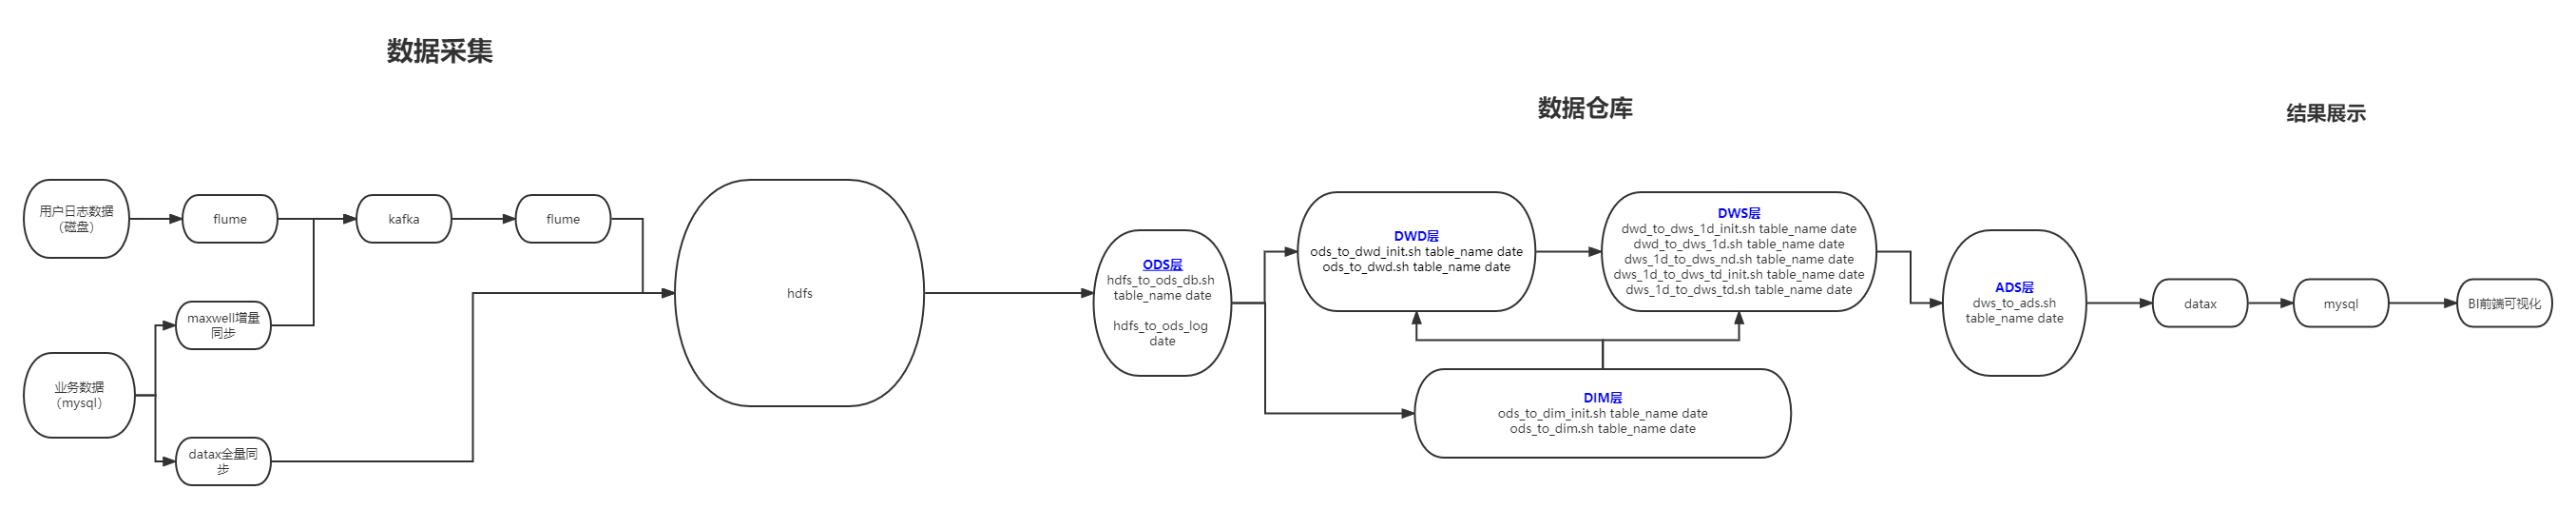 数据采集
数据仓库
结果展示
用户日志数据
（磁盘）
flume
kafka
flume
maxwell增量
同步
业务数据
（mysql）
datax全量同
步
hdfs
ODS层
hdfs_to_ods_db.sh
table_name date
hdfs_to_ods_log
date
DWD层
ods_to_dwd_init.sh table_name date
ods_to_dwd.sh table_name date
DWS层
dwd_to_dws_1d_init.sh table_name date
dwd_to_dws_1d.sh table_name date
dws_1d_to_dws_nd.sh table_name date
dws_1d_to_dws_td_init.sh table_name date
dws_1d_to_dws_td.sh table_name date
DIM层
ods_to_dim_init.sh table_name date
ods_to_dim.sh table_name date
ADS层
dws_to_ads.sh
table_name date
datax
mysql
BI前端可视化